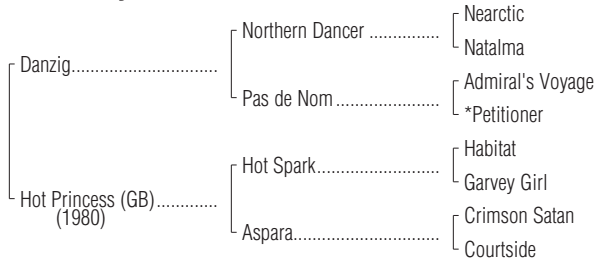 Nearctic
Northern Dancer ...............
Natalma
Danzig.............................
Admiral's Voyage
Pas de Nom .....................
*Petitioner
Habitat
Hot Spark.........................
Garvey Girl
Hot Princess (GB)............
(1980)
Crimson Satan
Aspara.............................
Courtside